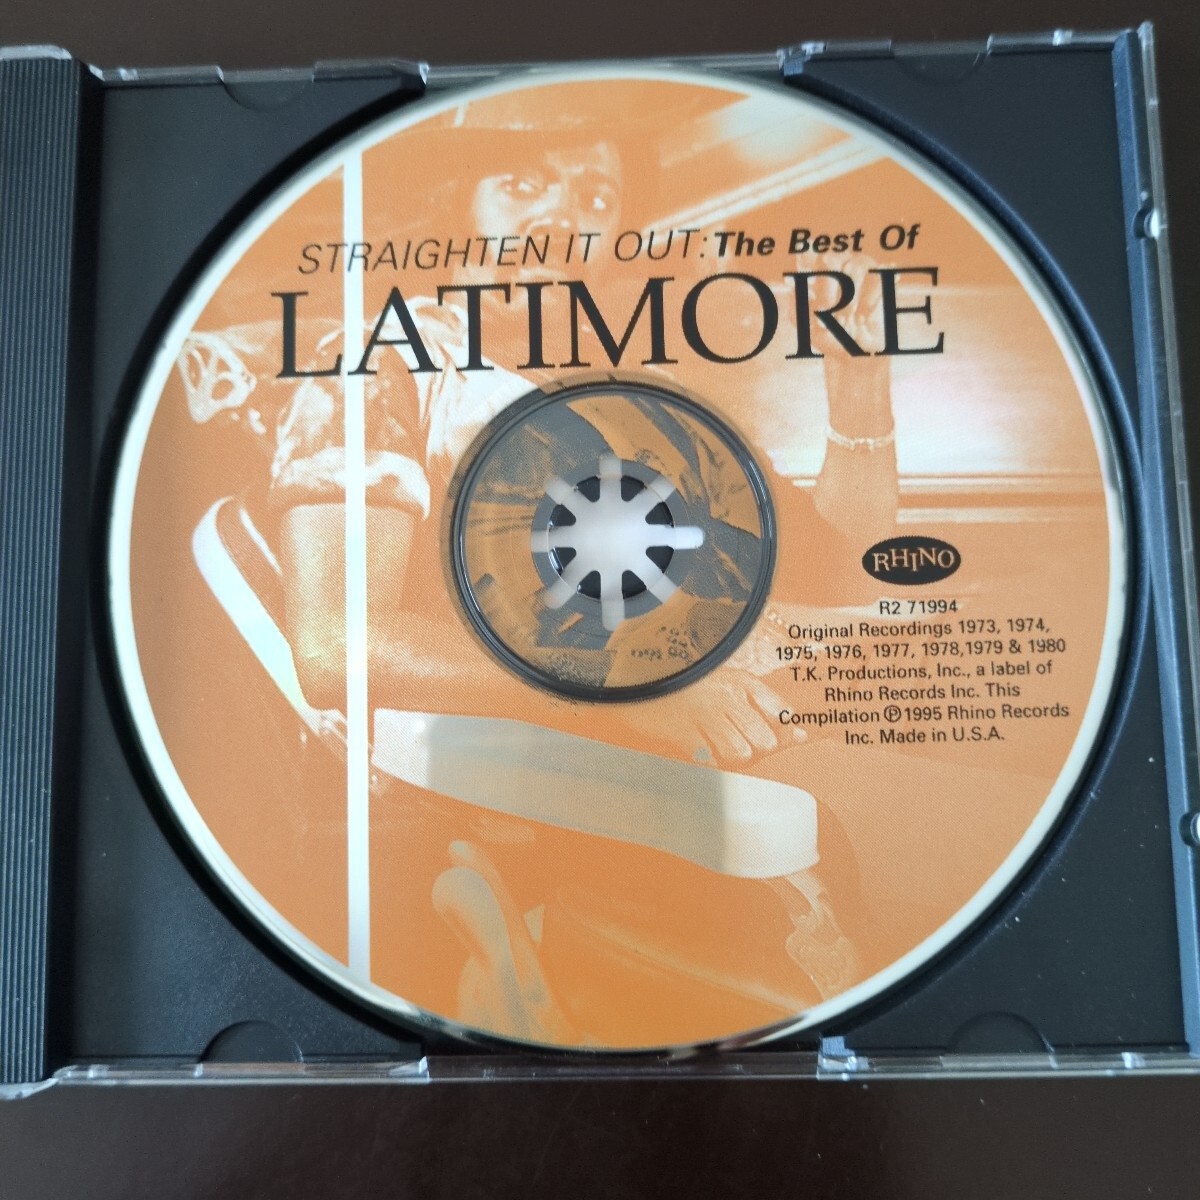 STRAIGHTEN IT OUT: The Best Of
LATIMORE
RHINO
R2 71994
Original Recordings 1973, 1974,
1975, 1976, 1977, 1978,1979 & 1980
T.K. Productions, Inc., a label of
Rhino Records Inc. This
Compilation ℗ 1995 Rhino Records
Inc. Made in U.S.A.